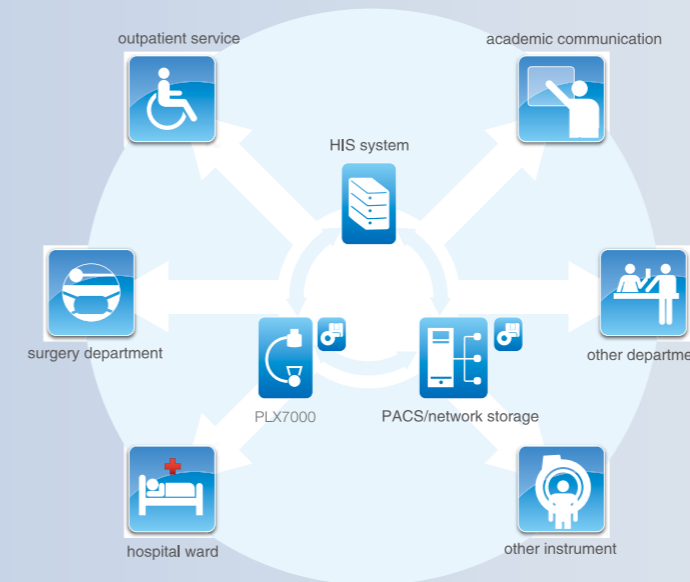 outpatient service
academic communication
HIS system
surgery department
other departme
PLX7000
PACS/network storage
hospital ward
other instrument